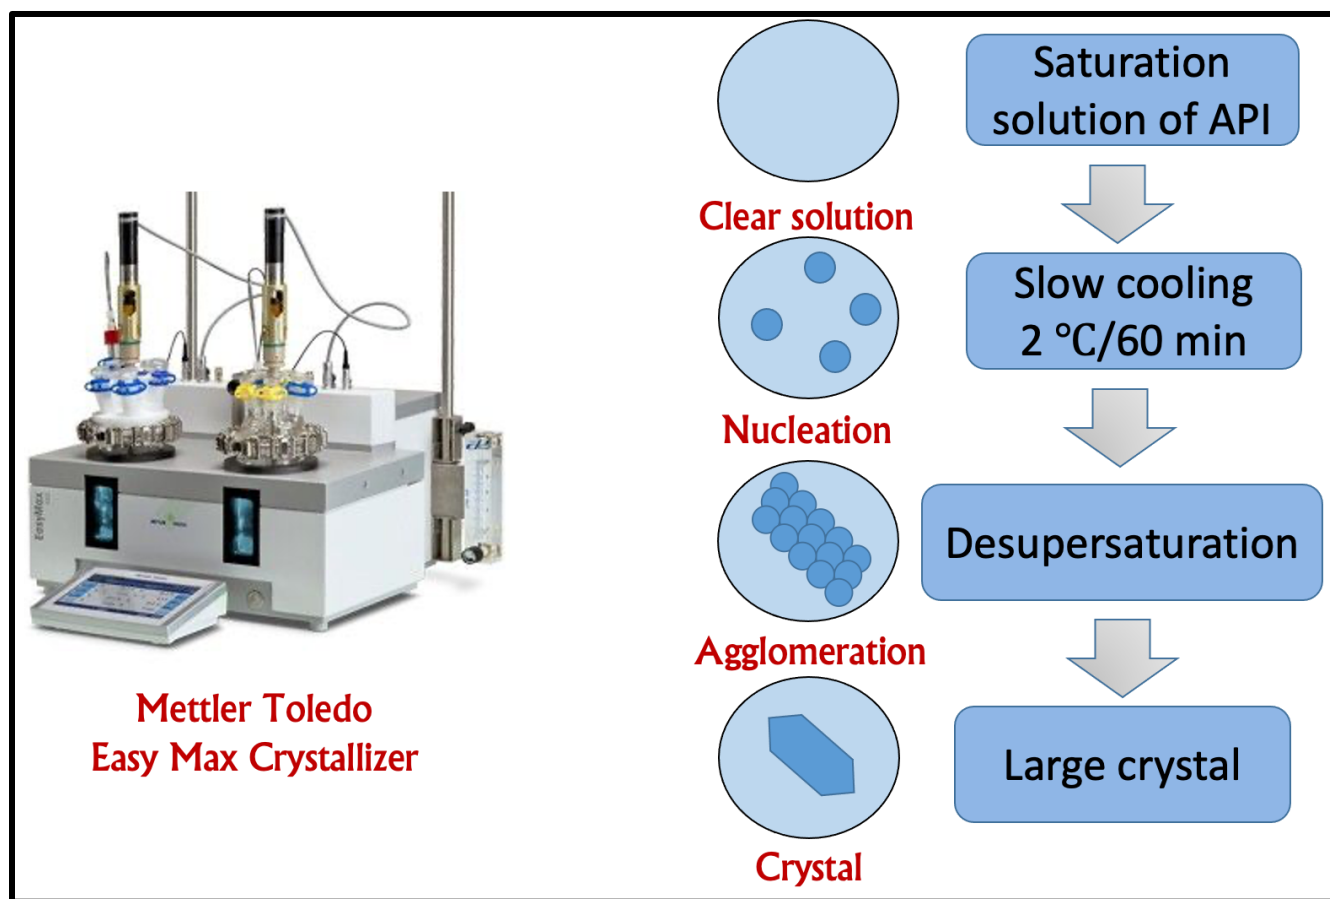 Saturation
solution of API
Clear solution
Slow cooling
2 °C/60 min
Nucleation
Desupersaturation
Agglomeration
Large crystal
Crystal
EasyMax
Mettler Toledo
Easy Max Crystallizer